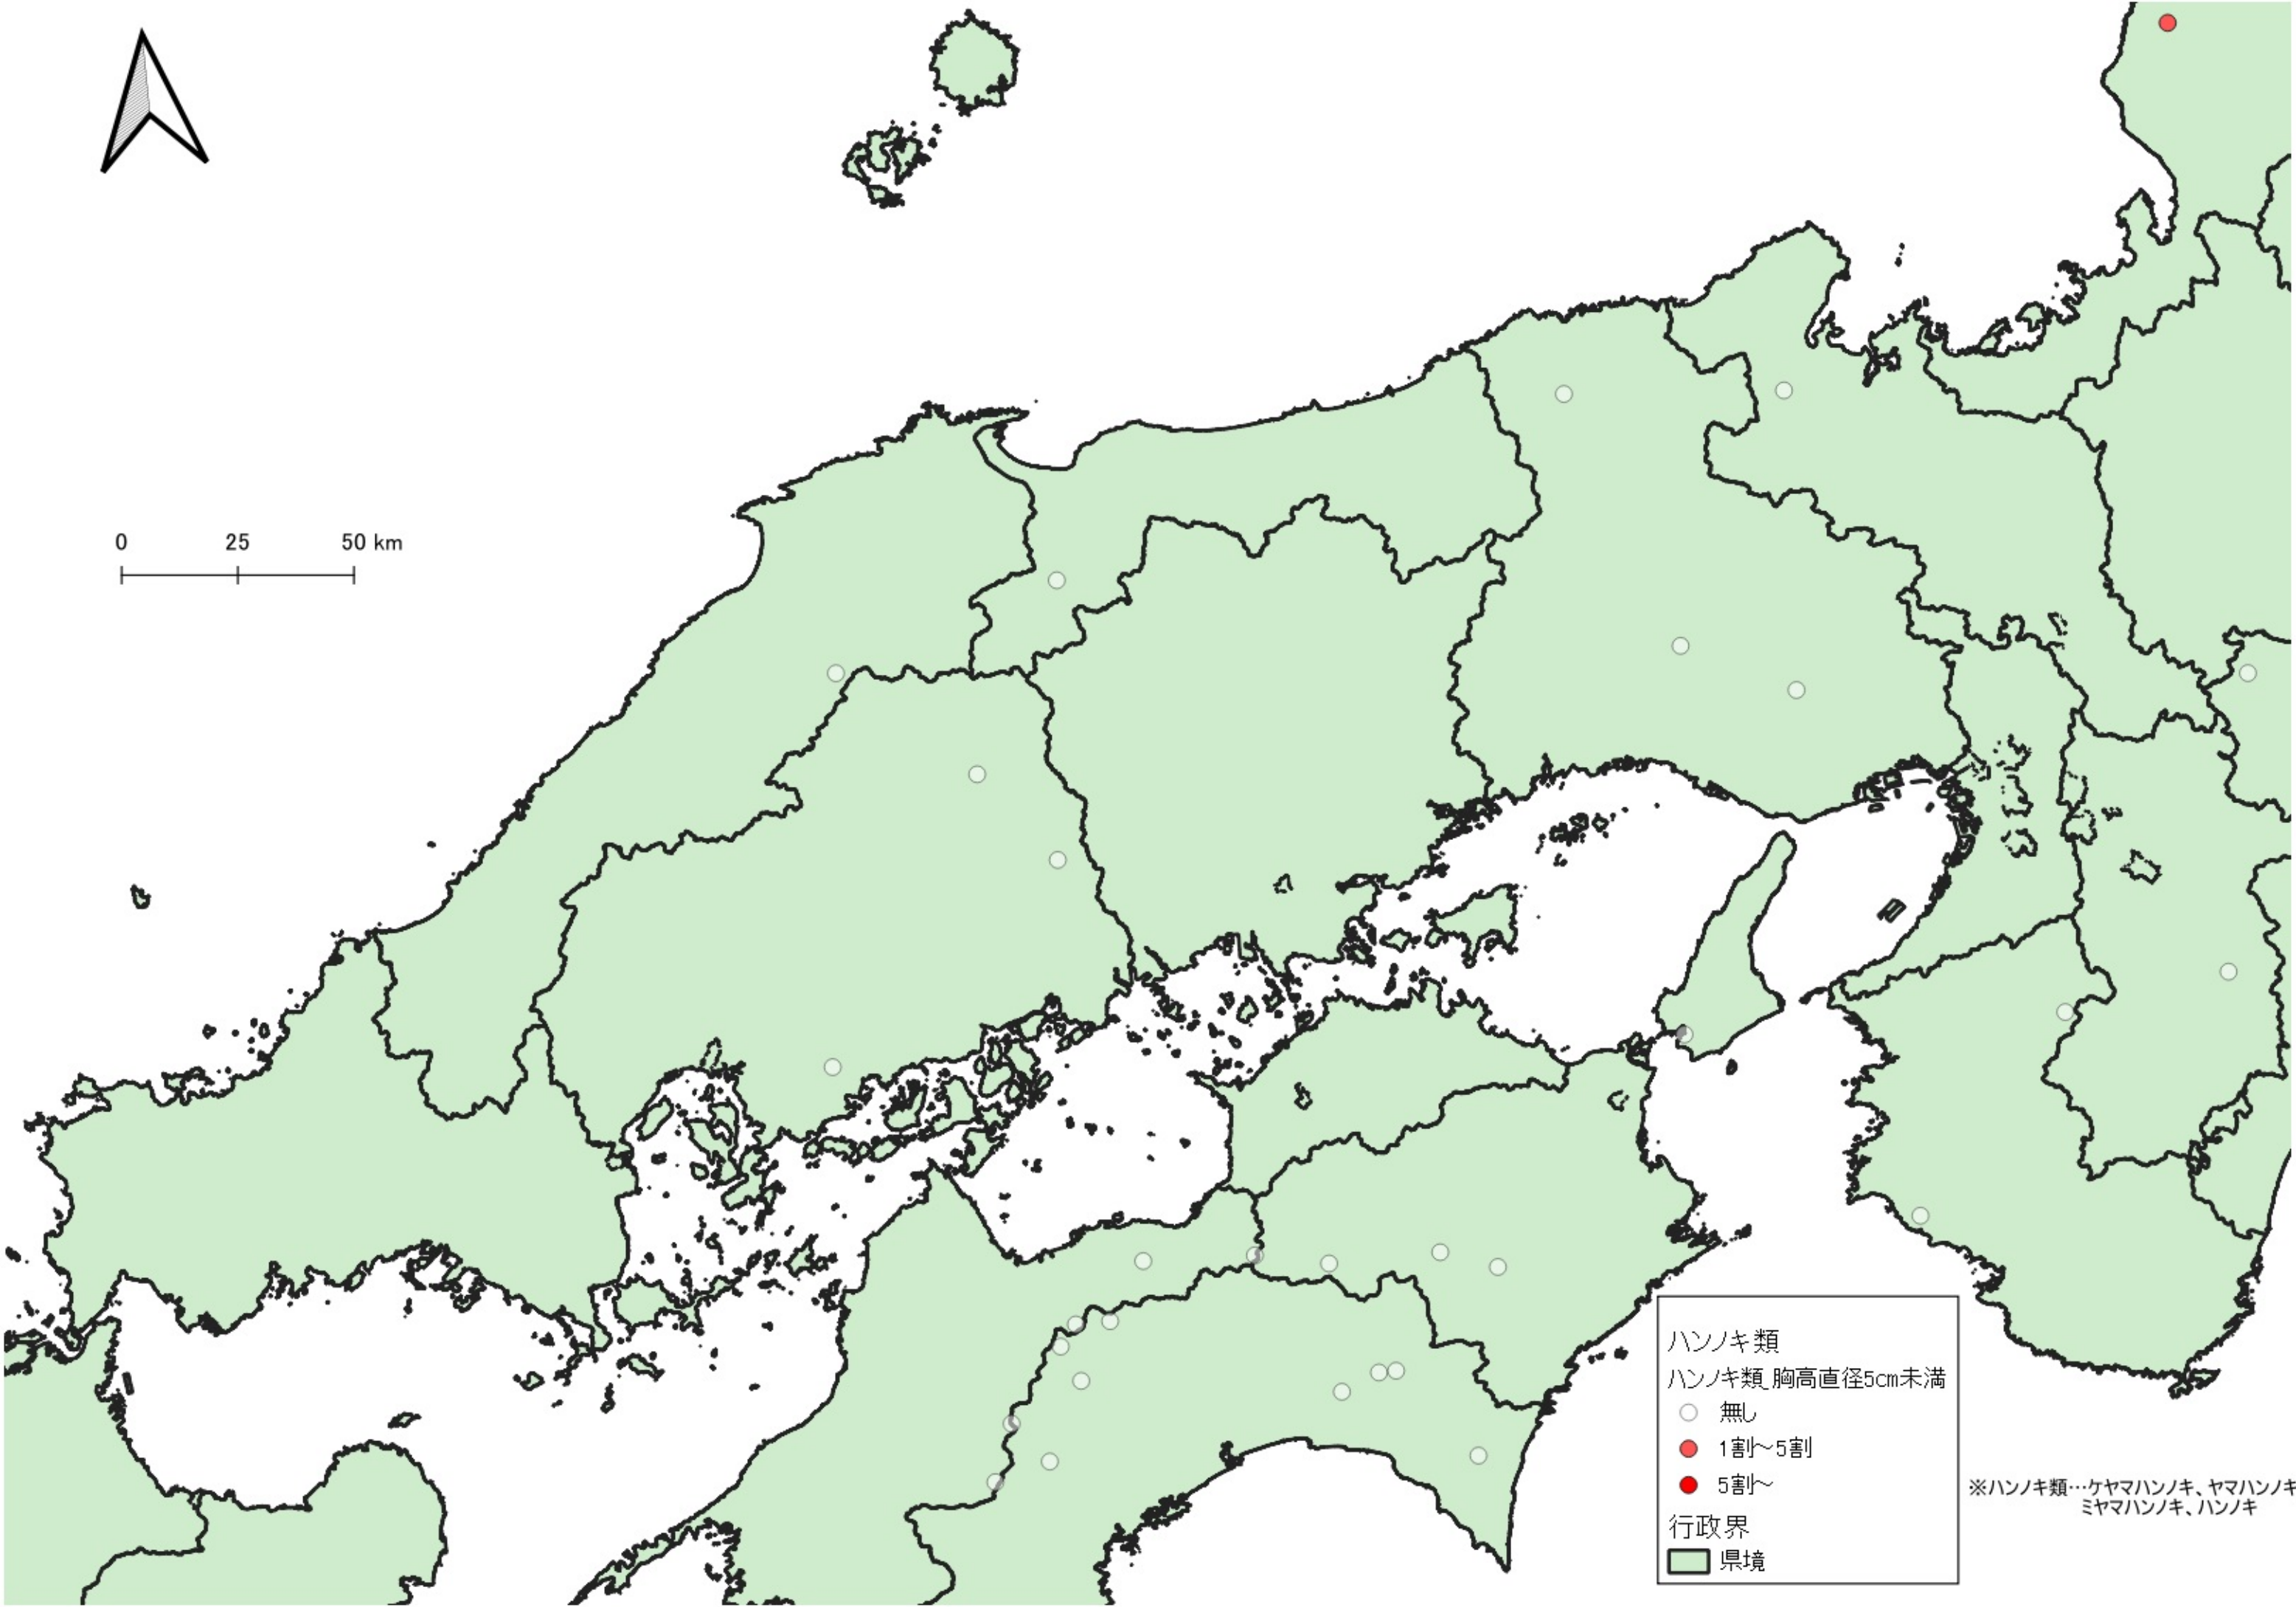 0 25 50 km
ハンノキ類
ハンノキ類_胸高直径5cm未満
無し
1割～5割
5割～
行政界
県境
※ハンノキ類…ケヤマハンノキ、ヤマハンノキ
ミヤマハンノキ、ハンノキ